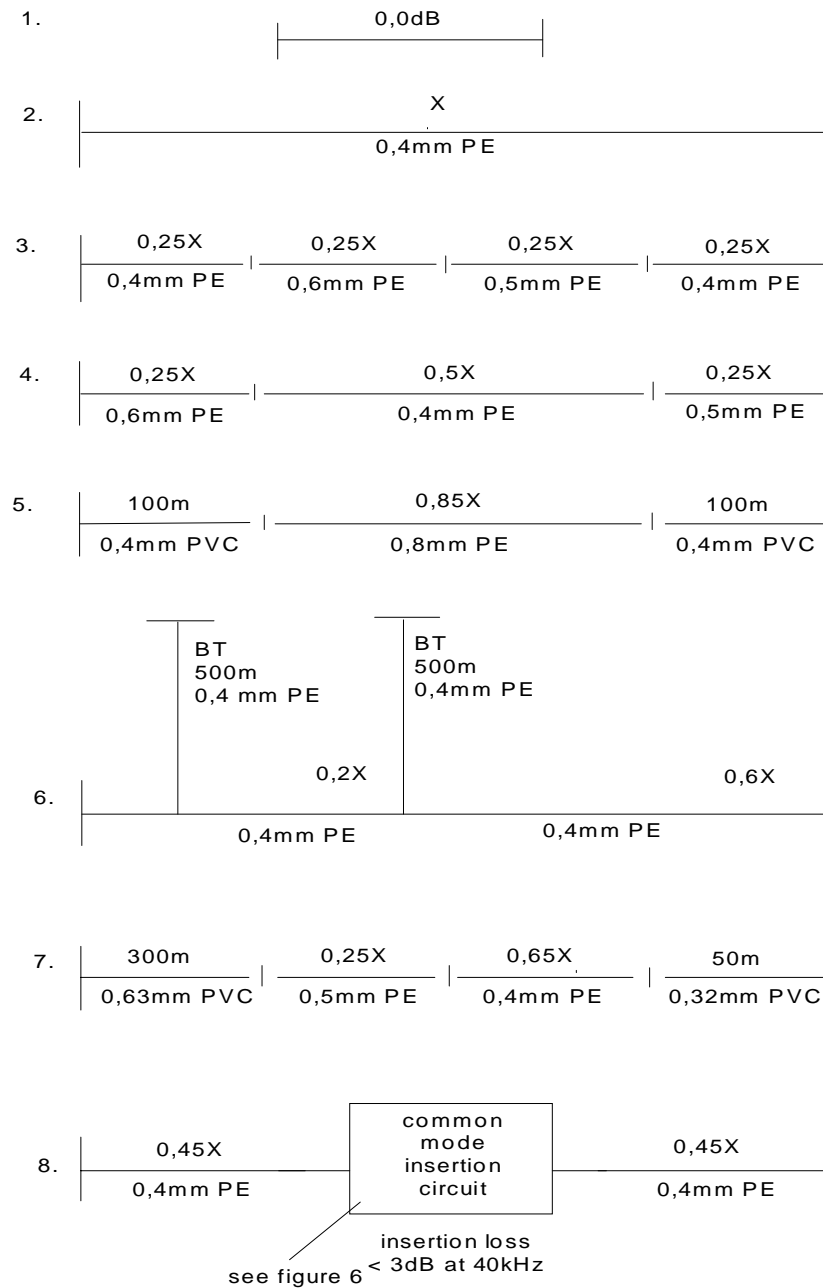 1.
0,0dB
2.
X
0,4mm PE
3.
0,25X
0,25X
0,25X
0,25X
0,4mm PE
0,6mm PE
0,5mm PE
0,4mm PE
4.
0,25X
0,5X
0,25X
0,6mm PE
0,4mm PE
0,5mm PE
5.
100m
0,85X
100m
0,4mm PVC
0,8mm PE
0,4mm PVC
BT
500m
0,4 mm PE
BT
500m
0,4mm PE
6.
0,2X
0,6X
0,4mm PE
0,4mm PE
7.
300m
0,25X
0,65X
50m
0,63mm PVC
0,5mm PE
0,4mm PE
0,32mm PVC
8.
0,45X
0,4mm PE
common
mode
insertion
circuit
0,45X
0,4mm PE
insertion loss
< 3dB at 40kHz
see figure 6